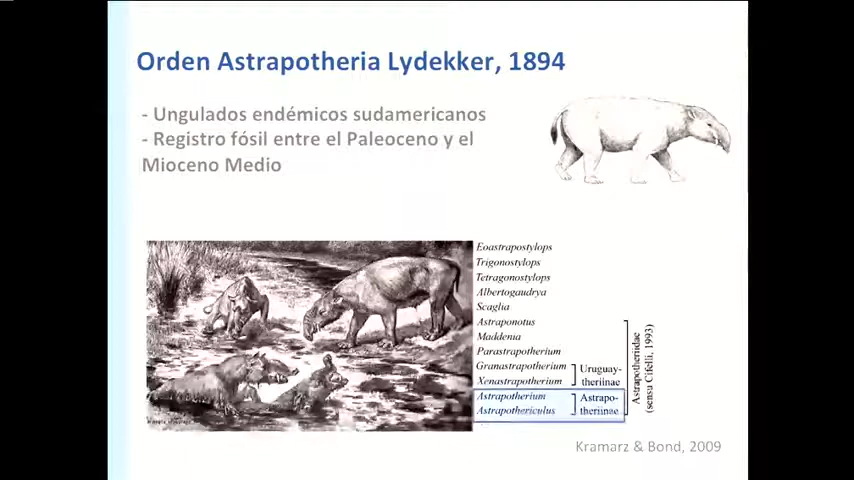 Orden Astrapotheria Lydekker, 1894
- Ungulados endémicos sudamericanos
- Registro fósil entre el Paleoceno y el
Mioceno Medio
Eoastrapostylops
Trigonostylops
Tetragonostylops
Albertogaudrya
Scaglia
Astraponotus
Maddenia
Parastrapotherium
Granastrapotherium
Xenastrapotherium
Uruguay-
theriinae
Astrapotherium
Astrapothericulus
Astrapo-
theriinae
Astrapotheriidae
(sensu Cifelli, 1993)
Kramarz & Bond, 2009